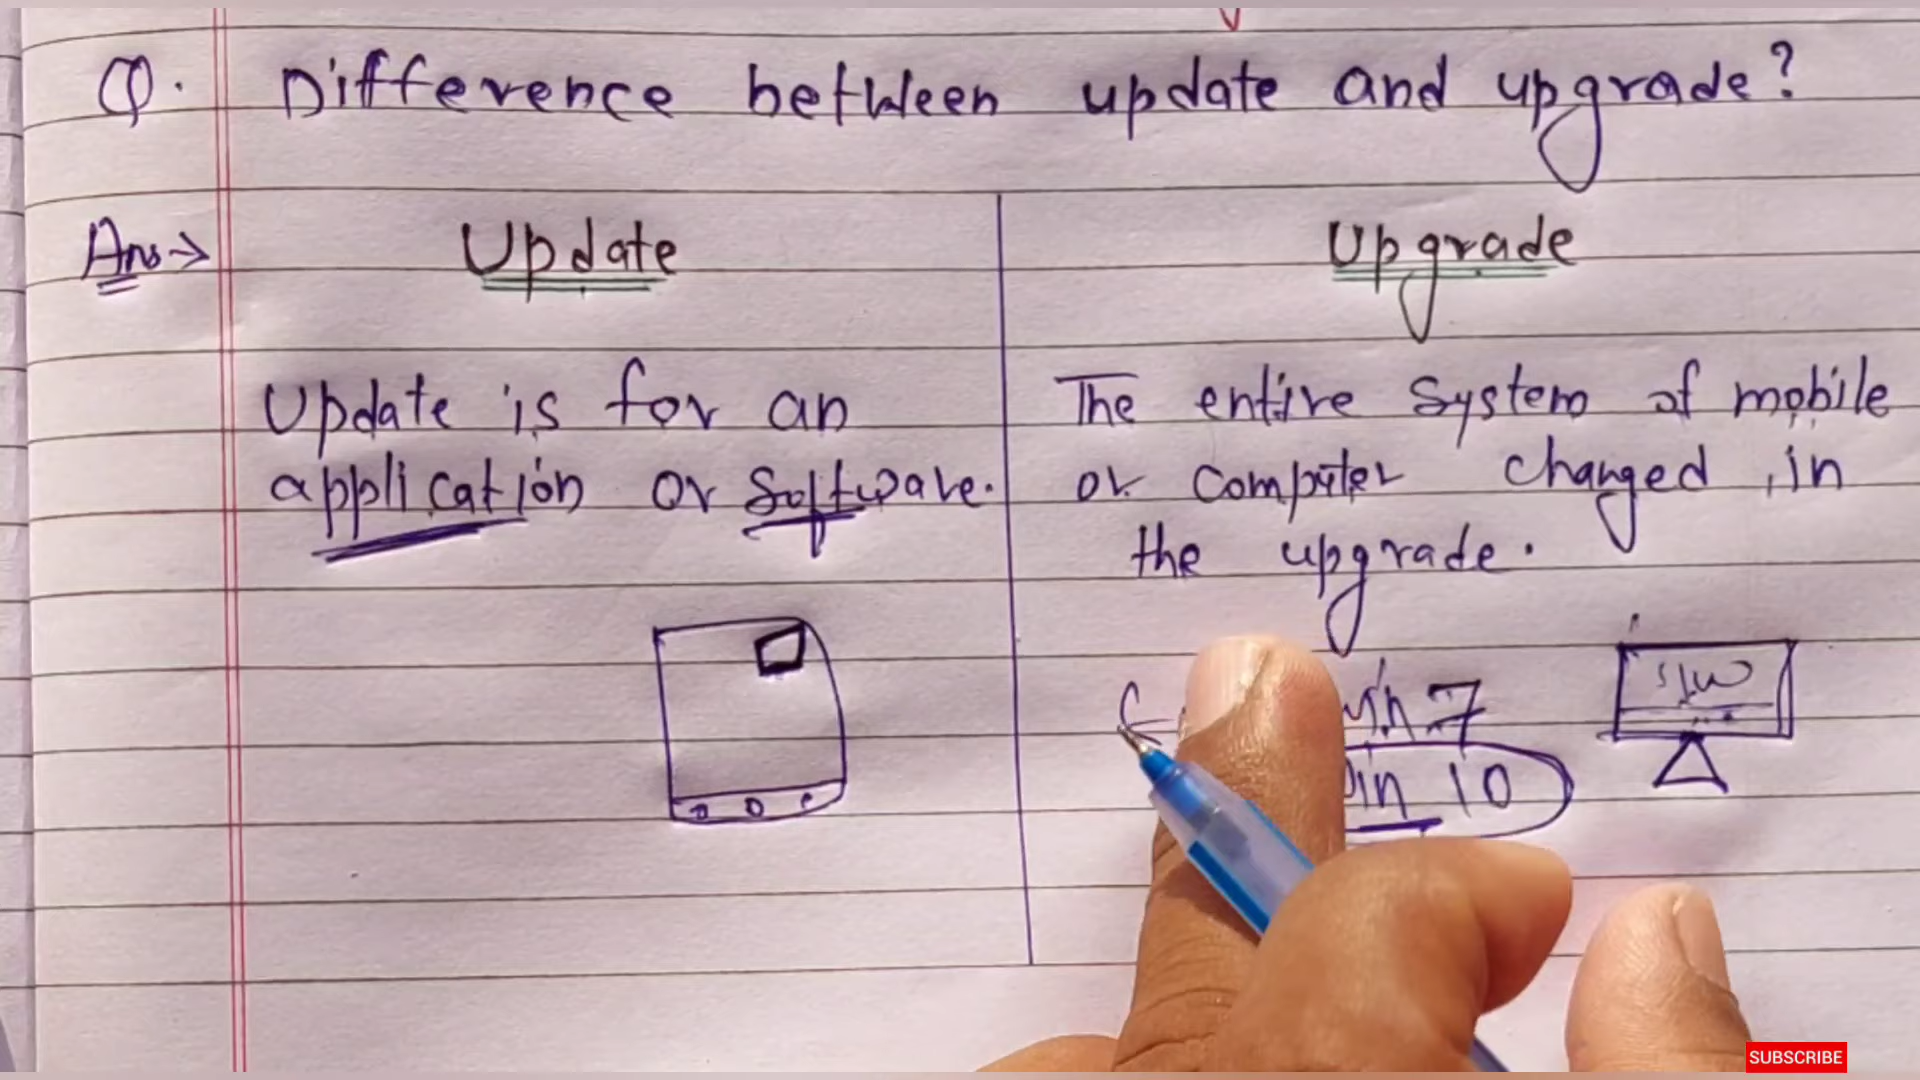 Q. Difference between update and upgrade?
Ans→
Update
Upgrade
Update is for an
application or software.
The entire system of mobile
or computer changed in
the upgrade.
7
10
SUBSCRIBE